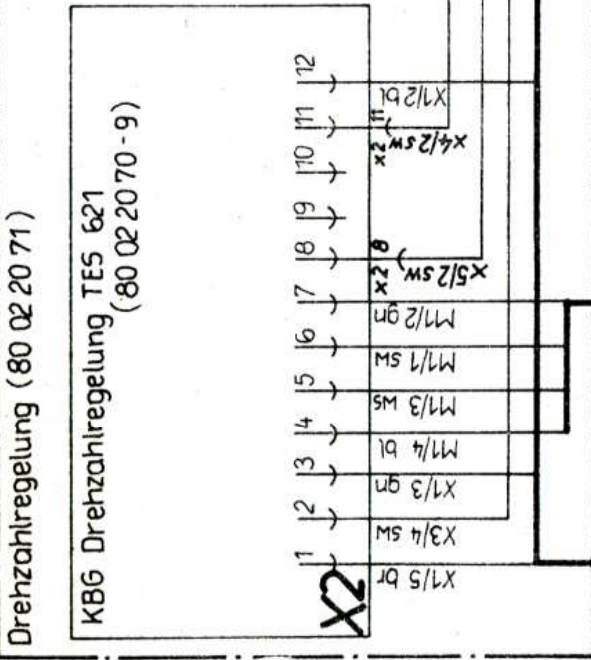 Drehzahlregelung (80 02 20 71)
KBG Drehzahlregelung TES 621
(80 02 20 70-9)
X2
1
2
3
4
5
6
7
8
9
10
11
12
X1/5 br
X3/4 sw
X1/3 gn
M1/4 bl
M1/3 ws
M1/1 sw
M1/2 gn
x2 8
x5/2 sw
x2 11
x4/2 sw
X1/2 bl